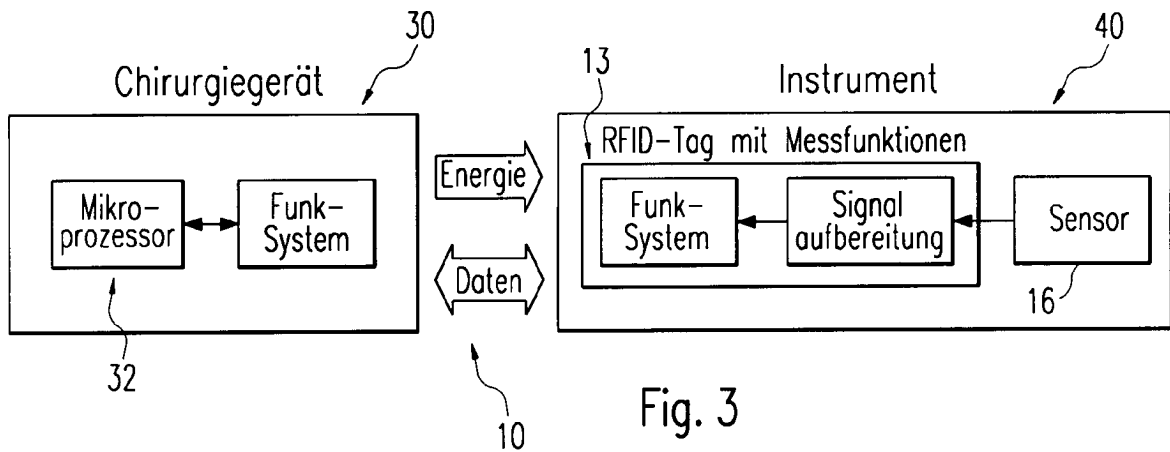 30
40
Chirurgiegerät
13
Instrument
RFID-Tag mit Messfunktionen
Mikro-
prozessor
Funk-
System
Energie
Daten
Funk-
System
Signal
aufbereitung
Sensor
16
32
10
Fig. 3